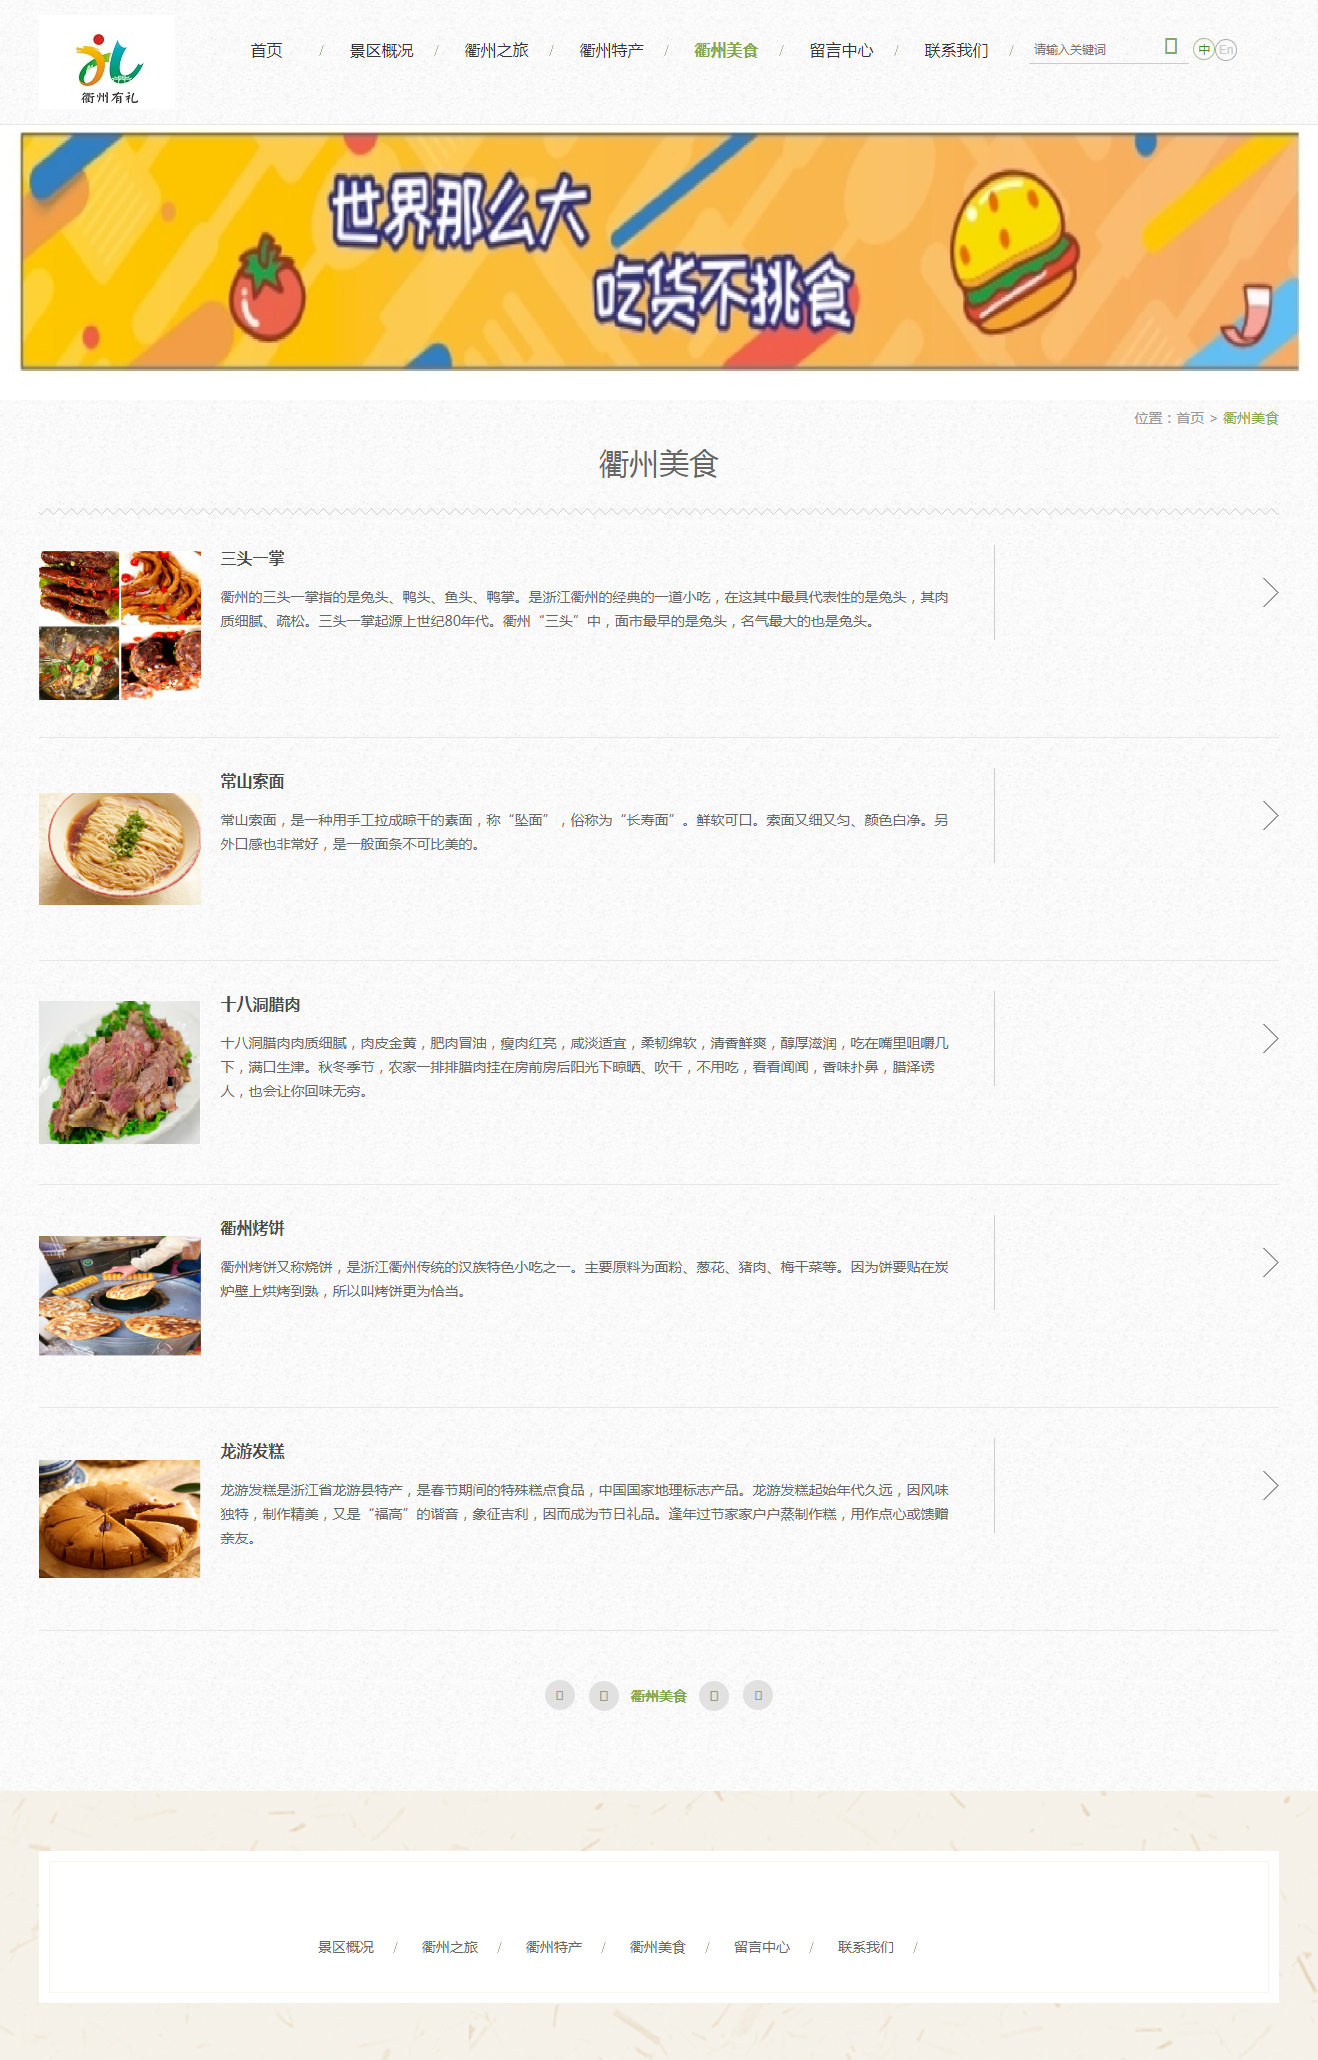 衢州有礼
首页 / 景区概况 / 衢州之旅 / 衢州特产 / 衢州美食 / 留言中心 / 联系我们 / 请输入关键词 中 En
世界那么大
吃货不挑食
位置：首页 > 衢州美食
衢州美食
三头一掌
衢州的三头一掌指的是兔头、鸭头、鱼头、鸭掌。是浙江衢州的经典的一道小吃，在这其中最具代表性的是兔头，其肉
质细腻、疏松。三头一掌起源上世纪80年代。衢州“三头”中，面市最早的是兔头，名气最大的也是兔头。
常山索面
常山索面，是一种用手工拉成晾干的素面，称“坠面”，俗称为“长寿面”。鲜软可口。索面又细又匀、颜色白净。另
外口感也非常好，是一般面条不可比美的。
十八洞腊肉
十八洞腊肉肉质细腻，肉皮金黄，肥肉冒油，瘦肉红亮，咸淡适宜，柔韧绵软，清香鲜爽，醇厚滋润，吃在嘴里咀嚼几
下，满口生津。秋冬季节，农家一排排腊肉挂在房前房后阳光下晾晒、吹干，不用吃，看看闻闻，香味扑鼻，腊泽诱
人，也会让你回味无穷。
衢州烤饼
衢州烤饼又称烧饼，是浙江衢州传统的汉族特色小吃之一。主要原料为面粉、葱花、猪肉、梅干菜等。因为饼要贴在炭
炉壁上烘烤到熟，所以叫烤饼更为恰当。
龙游发糕
龙游发糕是浙江省龙游县特产，是春节期间的特殊糕点食品，中国国家地理标志产品。龙游发糕起始年代久远，因风味
独特，制作精美，又是“福高”的谐音，象征吉利，因而成为节日礼品。逢年过节家家户户蒸制作糕，用作点心或馈赠
亲友。
衢州美食
景区概况 / 衢州之旅 / 衢州特产 / 衢州美食 / 留言中心 / 联系我们 /